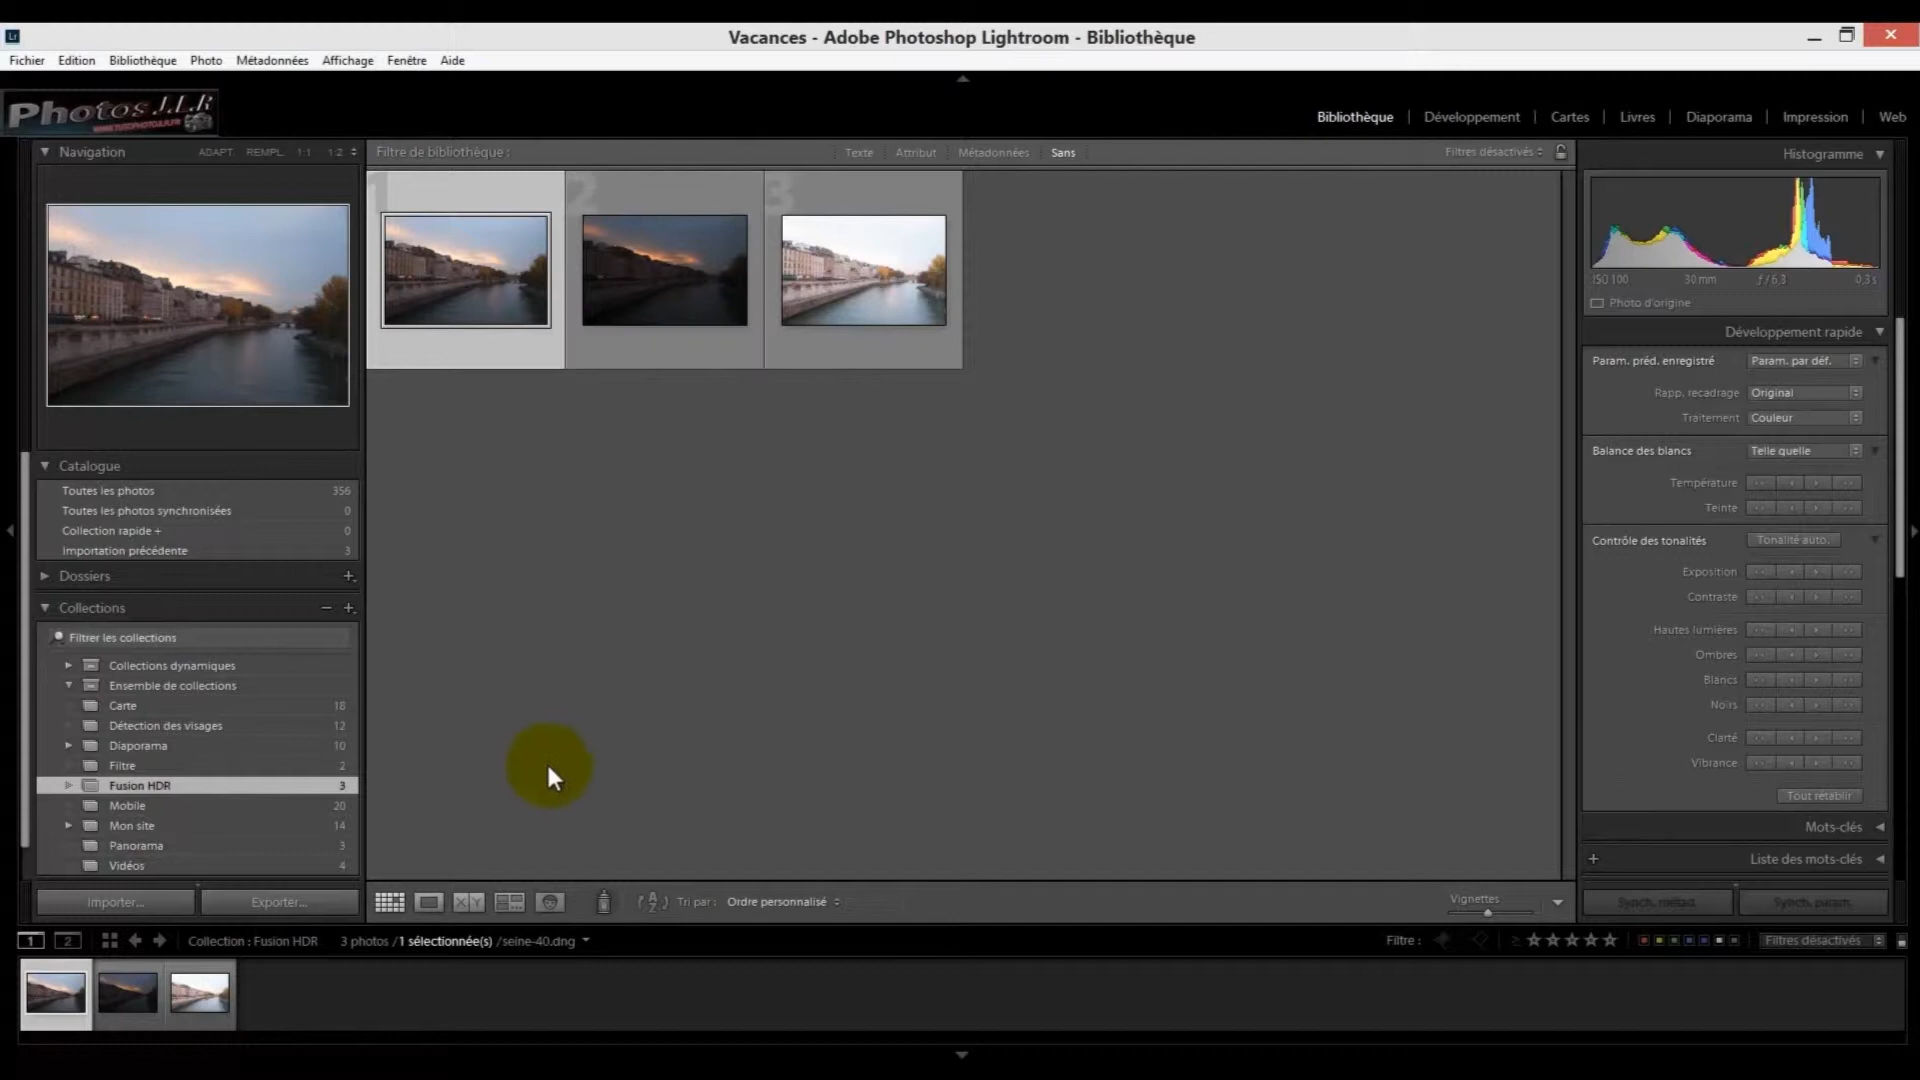 Lr
Vacances - Adobe Photoshop Lightroom - Bibliothèque
Fichier Edition Bibliothèque Photo Métadonnées Affichage Fenêtre Aide
Photos J.L.R
Bibliothèque | Développement | Cartes | Livres | Diaporama | Impression | Web
Navigation ADAPT. REMPL. 1:1 1:2
Filtre de bibliothèque : Texte Attribut Métadonnées Sans Filtres désactivés
Histogramme
1 2 3
ISO 100 30 mm ƒ / 6,3 0,3 s
Photo d'origine
Développement rapide
Param. préd. enregistré Param. par déf.
Rapp. recadrage Original
Traitement Couleur
Balance des blancs Telle quelle
Température
Teinte
Contrôle des tonalités Tonalité auto.
Exposition
Contraste
Hautes lumières
Ombres
Blancs
Noirs
Clarté
Vibrance
Tout rétablir
Mots-clés
+ Liste des mots-clés
Synch. métad. Synch. param.
Catalogue
Toutes les photos 356
Toutes les photos synchronisées 0
Collection rapide + 0
Importation précédente 3
Dossiers +
Collections − +
Filtrer les collections
Collections dynamiques
Ensemble de collections
Carte 18
Détection des visages 12
Diaporama 10
Filtre 2
Fusion HDR 3
Mobile 20
Mon site 14
Panorama 3
Vidéos 4
Importer... Exporter...
XY Tri par : Ordre personnalisé Vignettes
1 2 Collection : Fusion HDR 3 photos / 1 sélectionnée(s) / seine-40.dng Filtre : ≥ Filtres désactivés